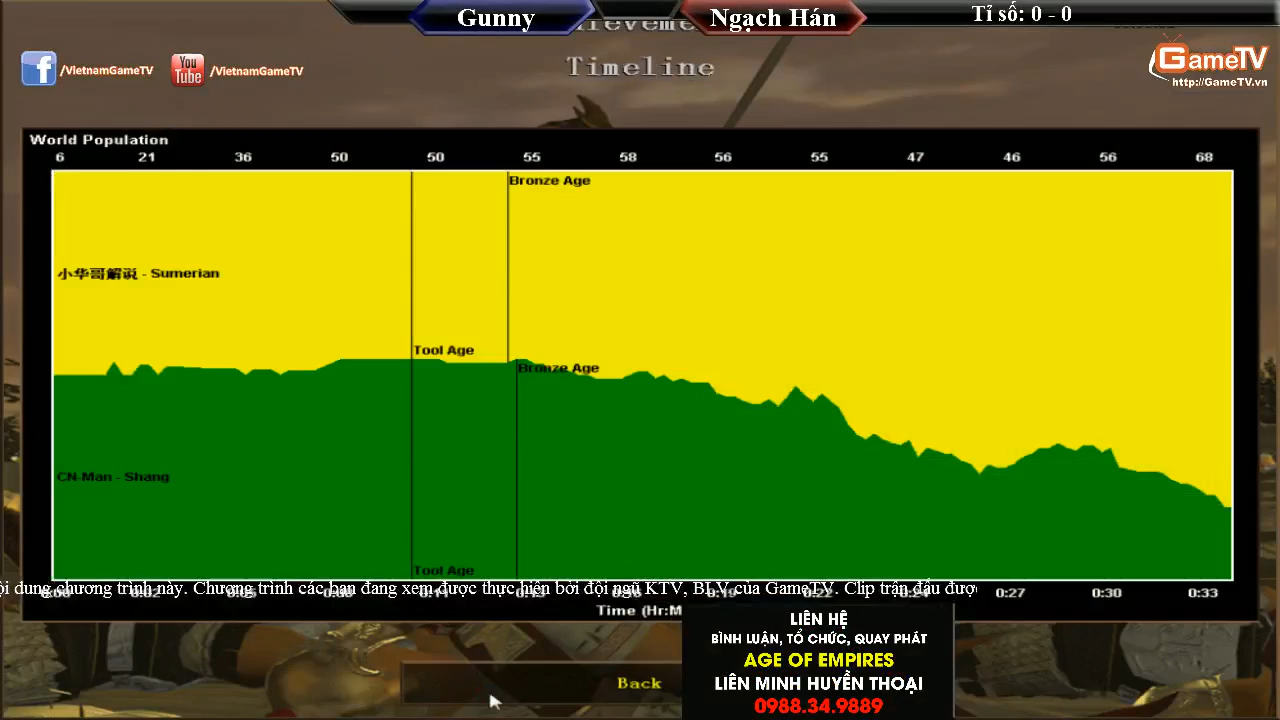 Gunny
Ngạch Hán
Tỉ số: 0 - 0
Timeline
/VietnamGameTV
You Tube /VietnamGameTV
GameTV
http://GameTV.vn
World Population
6 21 36 50 50 55 58 56 55 47 46 56 68
Bronze Age
小华哥解说 - Sumerian
Tool Age
Bronze Age
CN-Man - Shang
Tool Age
dung chương trình này. Chương trình các bạn đang xem được thực hiện bởi đội ngũ KTV, BLV của GameTV. Clip trận đấu
0:27 0:30 0:33
Time (Hr:M
LIÊN HỆ
BÌNH LUẬN, TỔ CHỨC, QUAY PHÁT
AGE OF EMPIRES
LIÊN MINH HUYỀN THOẠI
0988.34.9889
Back